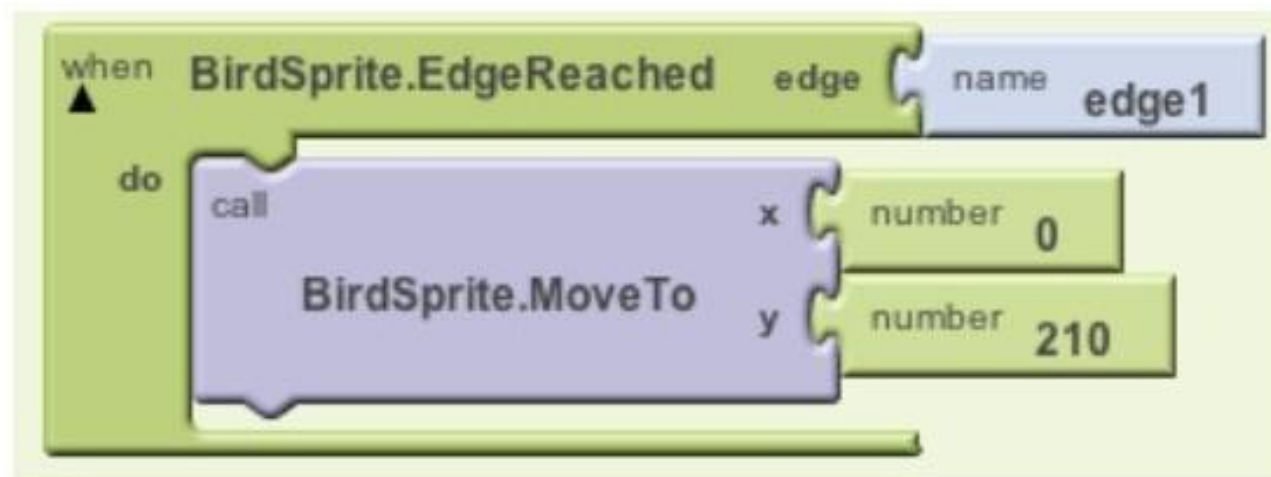 when BirdSprite.EdgeReached edge name edge1
do
call
x number 0
BirdSprite.MoveTo
y number 210